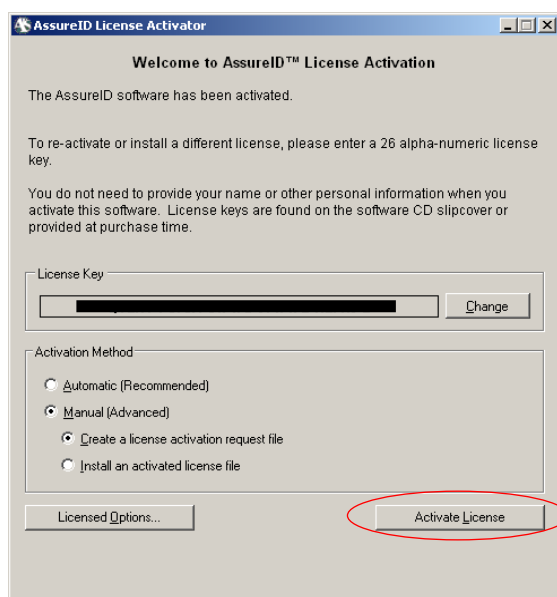 AssureID License Activator
Welcome to AssureID™ License Activation
The AssureID software has been activated.
To re-activate or install a different license, please enter a 26 alpha-numeric license
key.
You do not need to provide your name or other personal information when you
activate this software. License keys are found on the software CD slipcover or
provided at purchase time.
License Key
Change
Activation Method
Automatic (Recommended)
Manual (Advanced)
Create a license activation request file
Install an activated license file
Licensed Options...
Activate License